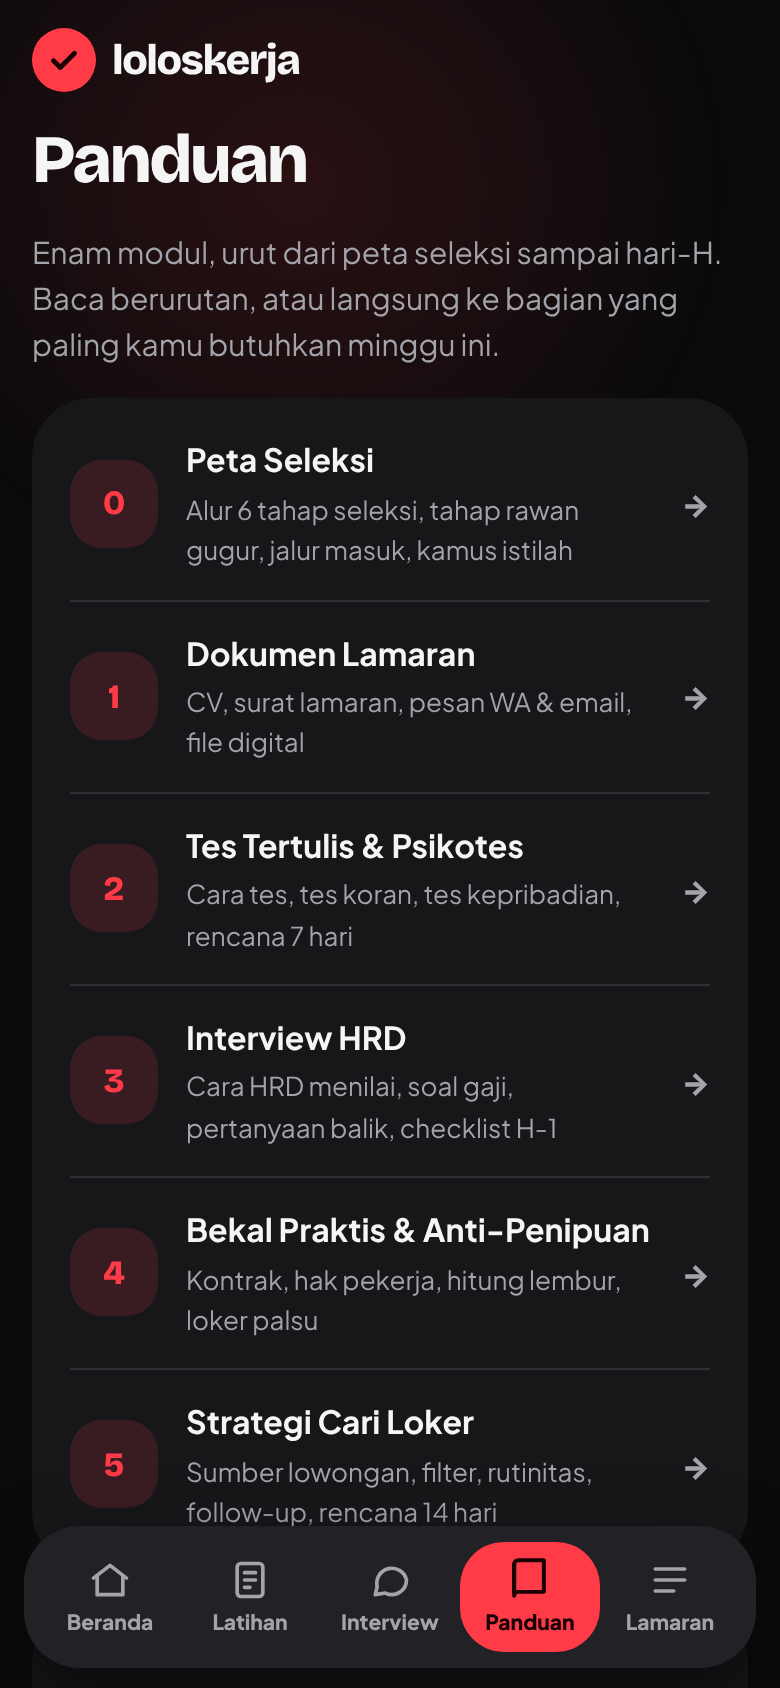 loloskerja
Panduan
Enam modul, urut dari peta seleksi sampai hari-H.
Baca berurutan, atau langsung ke bagian yang
paling kamu butuhkan minggu ini.
0
Peta Seleksi
Alur 6 tahap seleksi, tahap rawan
gugur, jalur masuk, kamus istilah
1
Dokumen Lamaran
CV, surat lamaran, pesan WA & email,
file digital
2
Tes Tertulis & Psikotes
Cara tes, tes koran, tes kepribadian,
rencana 7 hari
3
Interview HRD
Cara HRD menilai, soal gaji,
pertanyaan balik, checklist H-1
4
Bekal Praktis & Anti-Penipuan
Kontrak, hak pekerja, hitung lembur,
loker palsu
5
Strategi Cari Loker
Sumber lowongan, filter, rutinitas,
follow-up, rencana 14 hari
Beranda
Latihan
Interview
Panduan
Lamaran